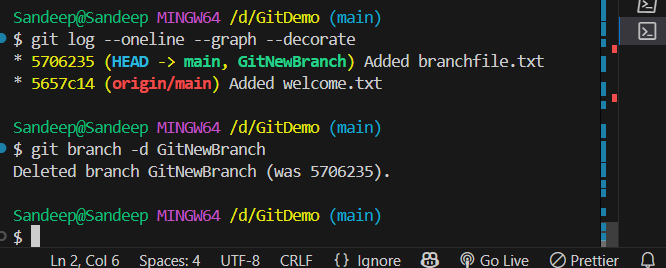 Sandeep@Sandeep MINGW64 /d/GitDemo (main)
$ git log --oneline --graph --decorate
* 5706235 (HEAD -> main, GitNewBranch) Added branchfile.txt
* 5657c14 (origin/main) Added welcome.txt
Sandeep@Sandeep MINGW64 /d/GitDemo (main)
$ git branch -d GitNewBranch
Deleted branch GitNewBranch (was 5706235).
Sandeep@Sandeep MINGW64 /d/GitDemo (main)
$
Ln 2, Col 6 Spaces: 4 UTF-8 CRLF {} Ignore Go Live Prettier